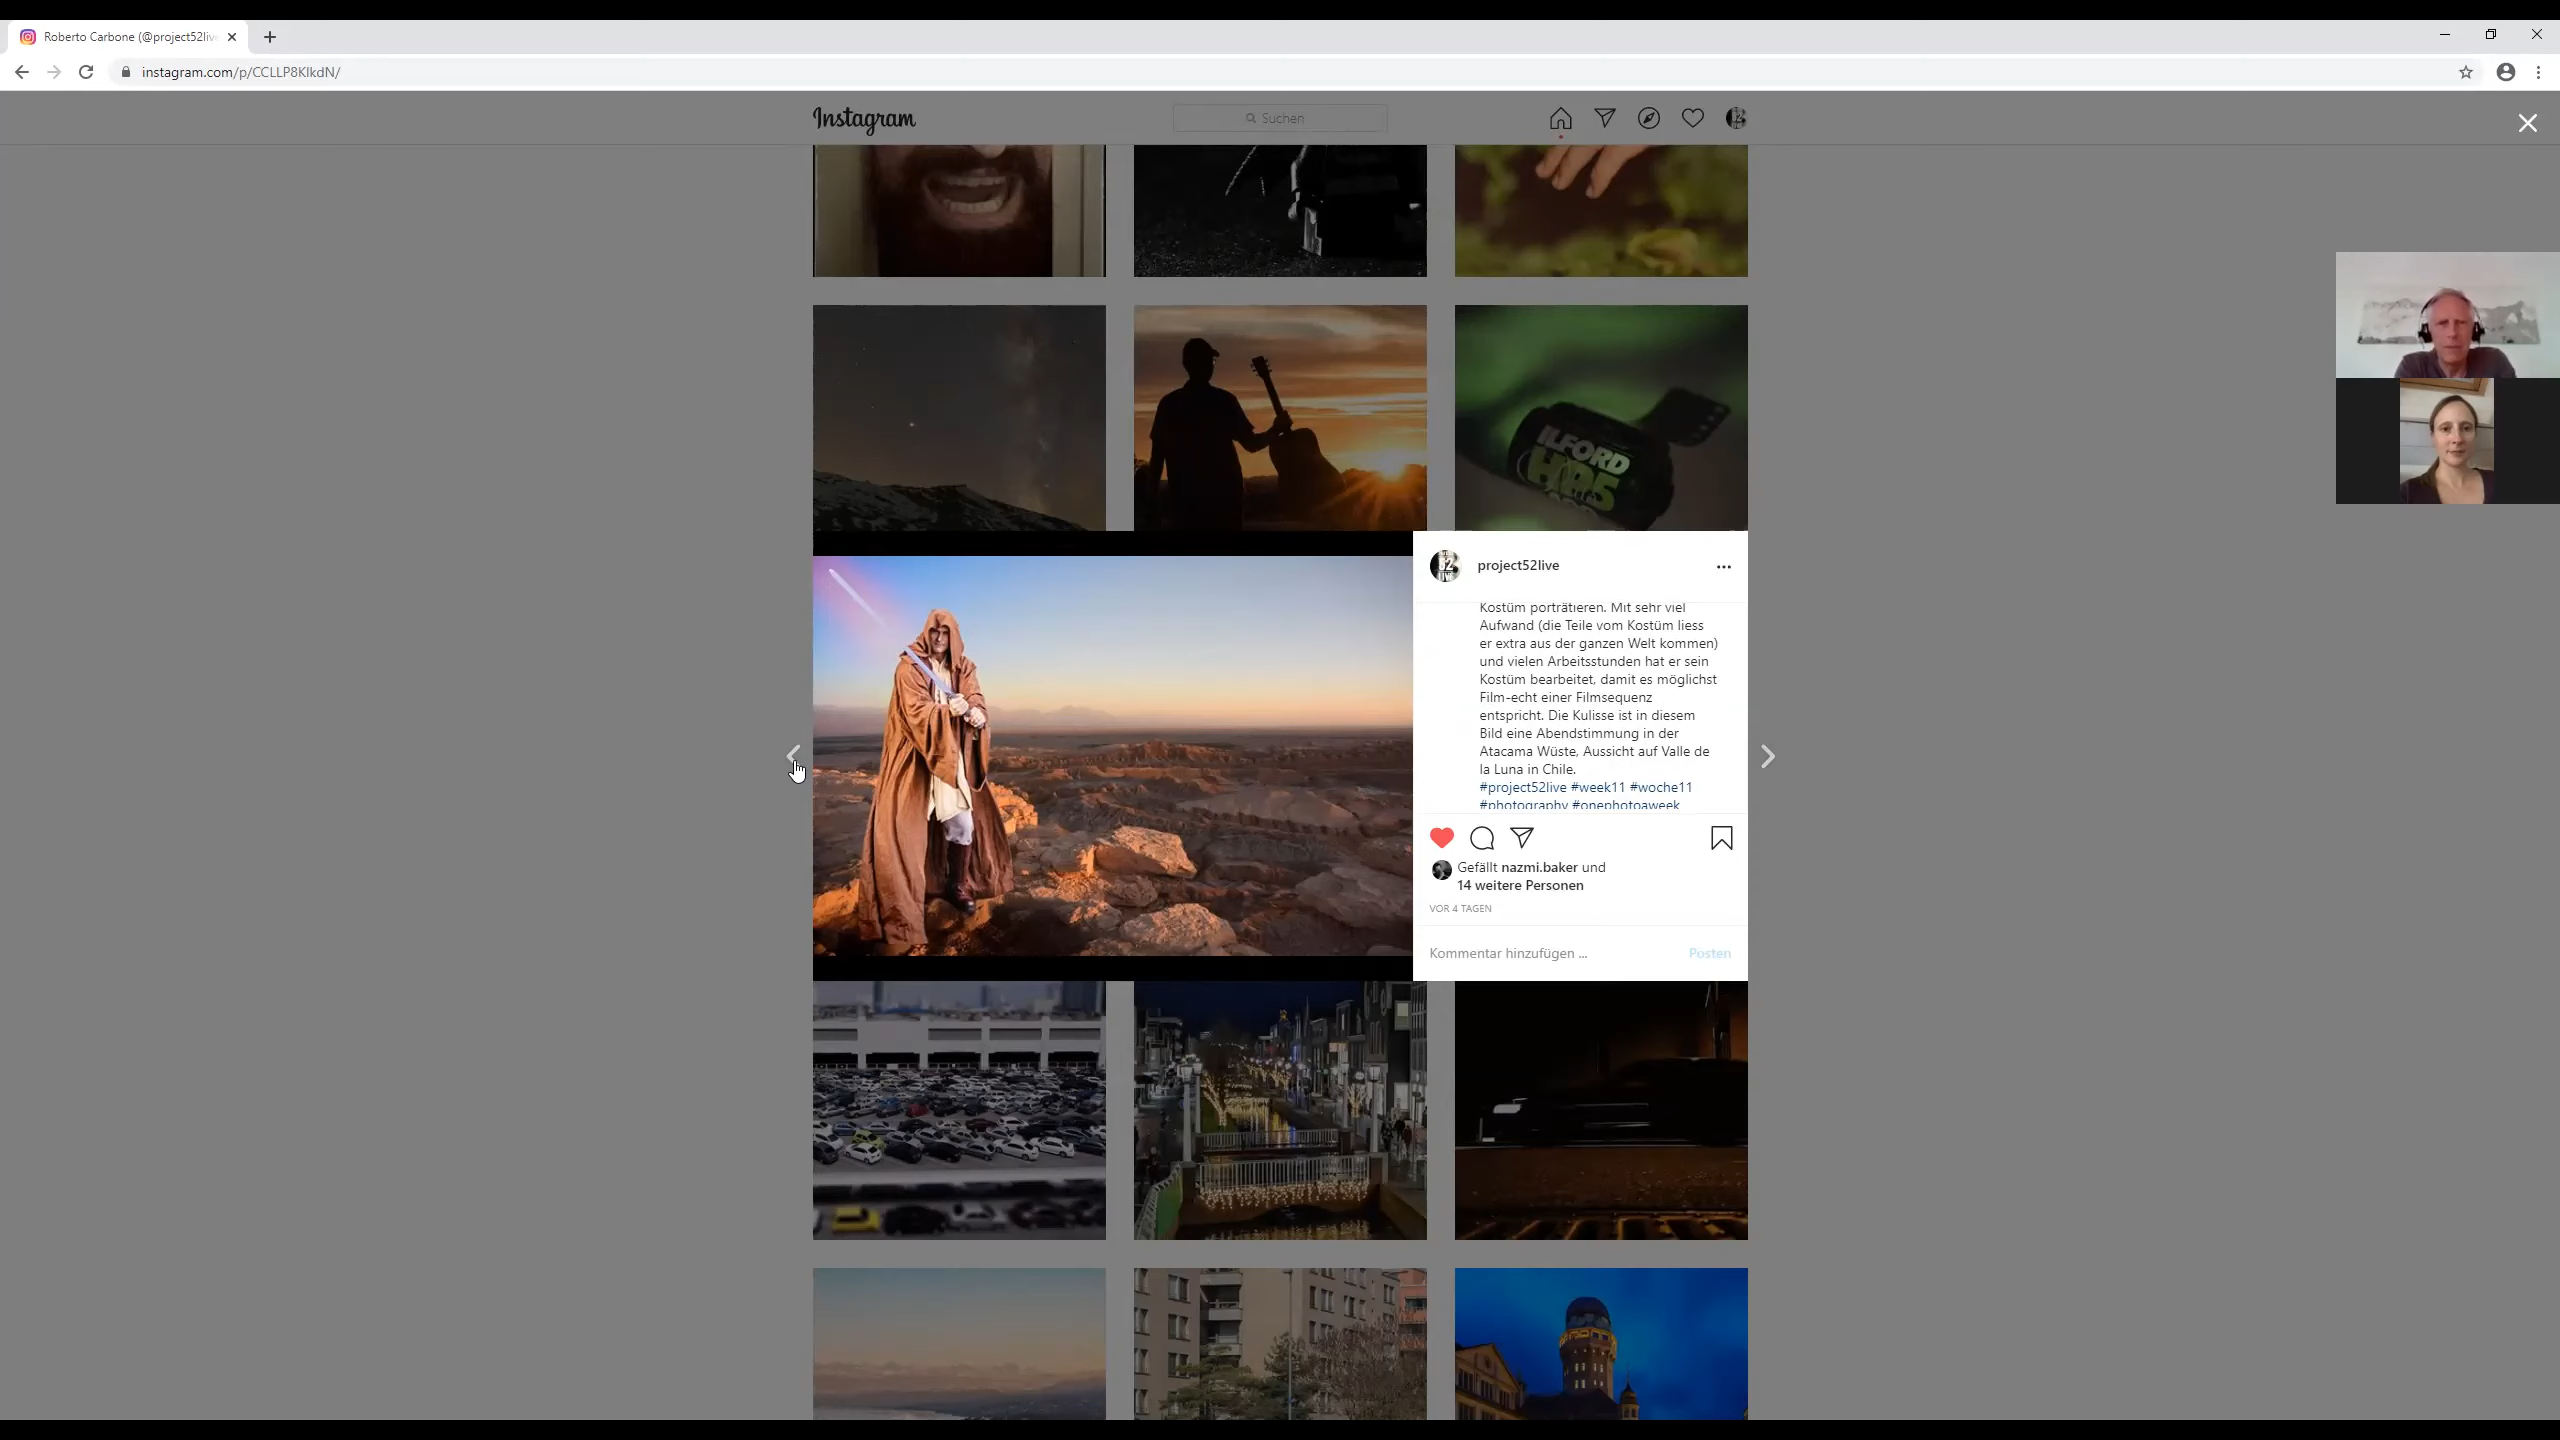 Roberto Carbone (@project52liv
instagram.com/p/CCLLP8KlkdN/
Instagram
Suchen
ILFORD
HP5
project52live
Kostüm porträtieren. Mit sehr viel
Aufwand (die Teile vom Kostüm liess
er extra aus der ganzen Welt kommen)
und vielen Arbeitsstunden hat er sein
Kostüm bearbeitet, damit es möglichst
Film-echt einer Filmsequenz
entspricht. Die Kulisse ist in diesem
Bild eine Abendstimmung in der
Atacama Wüste, Aussicht auf Valle de
la Luna in Chile.
#project52live #week11 #woche11
#photography #onephotoaweek
Gefällt nazmi.baker und
14 weitere Personen
VOR 4 TAGEN
Kommentar hinzufügen ...
Posten